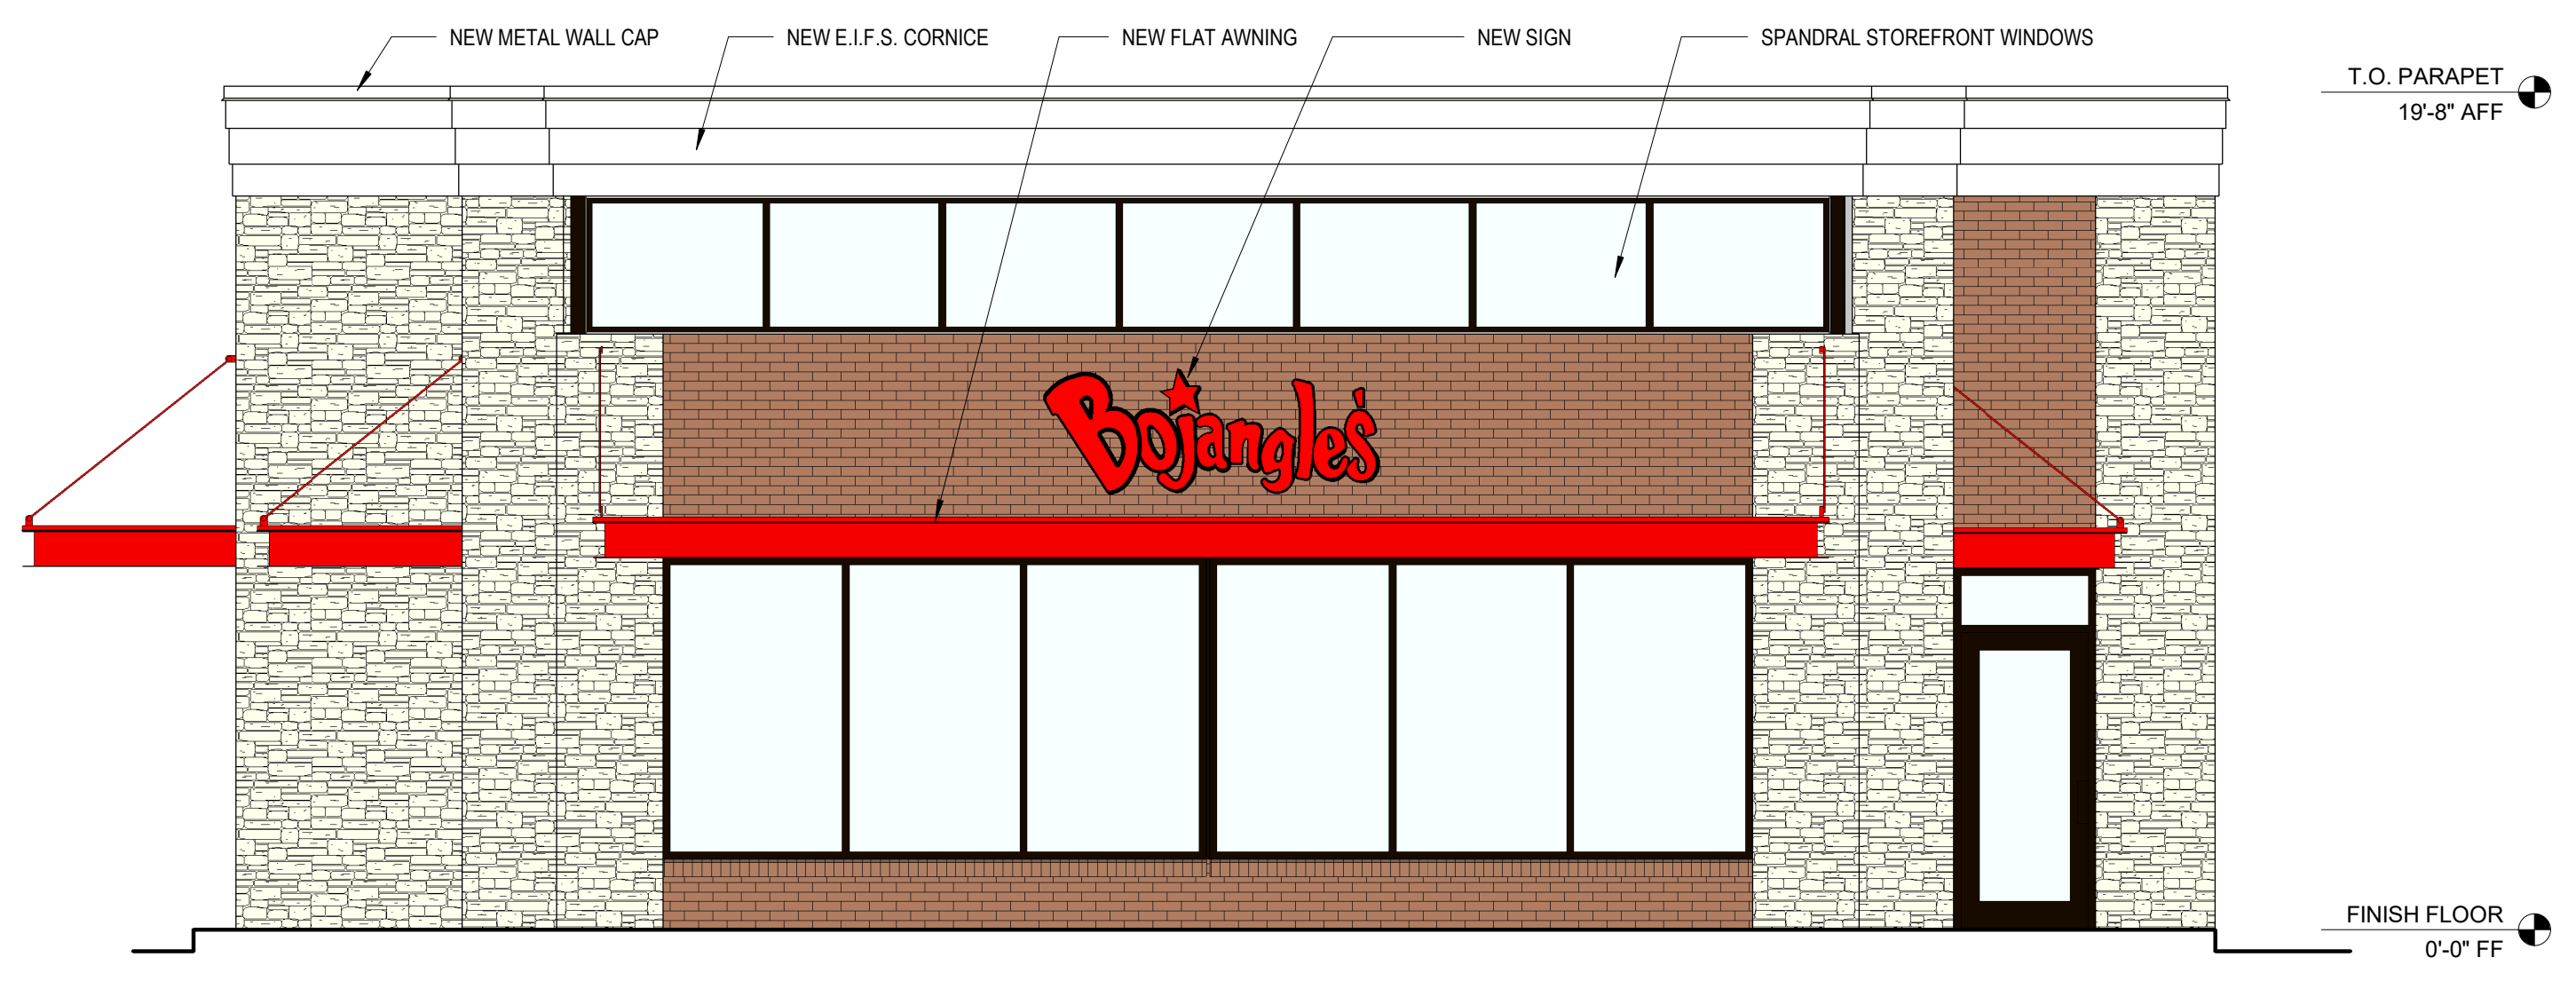 NEW METAL WALL CAP
NEW E.I.F.S. CORNICE
NEW FLAT AWNING
NEW SIGN
SPANDRAL STOREFRONT WINDOWS
T.O. PARAPET
19'-8" AFF
Bojangles'
FINISH FLOOR
0'-0" FF